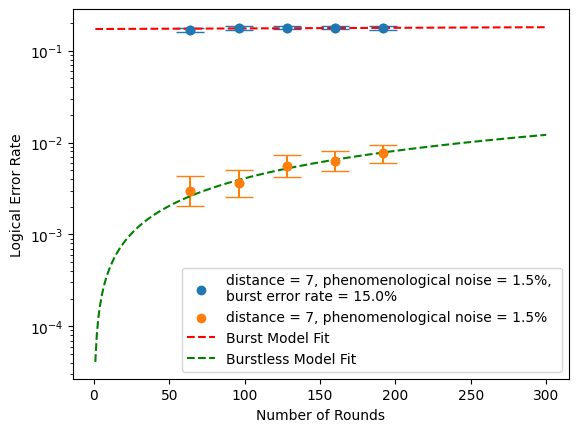 10⁻¹
10⁻²
10⁻³
10⁻⁴
Logical Error Rate
distance = 7, phenomenological noise = 1.5%,
burst error rate = 15.0%
distance = 7, phenomenological noise = 1.5%
Burst Model Fit
Burstless Model Fit
0 50 100 150 200 250 300
Number of Rounds